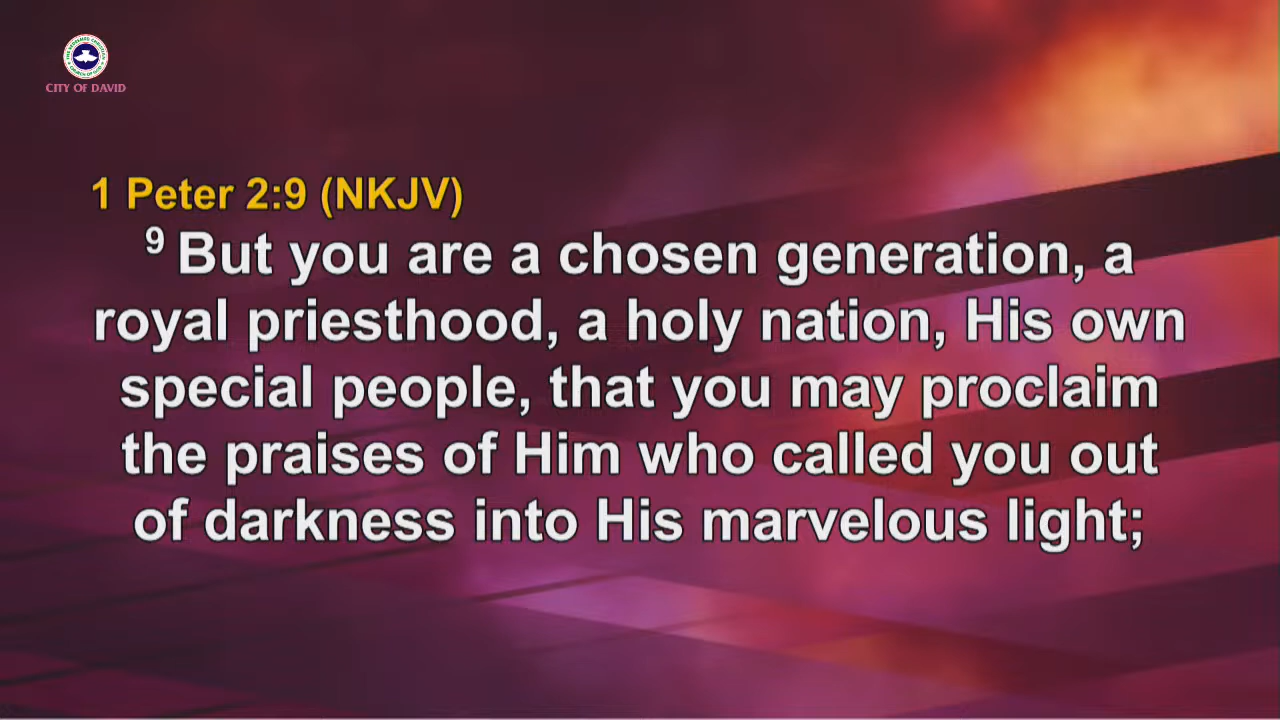 CITY OF DAVID
1 Peter 2:9 (NKJV)
9 But you are a chosen generation, a
royal priesthood, a holy nation, His own
special people, that you may proclaim
the praises of Him who called you out
of darkness into His marvelous light;